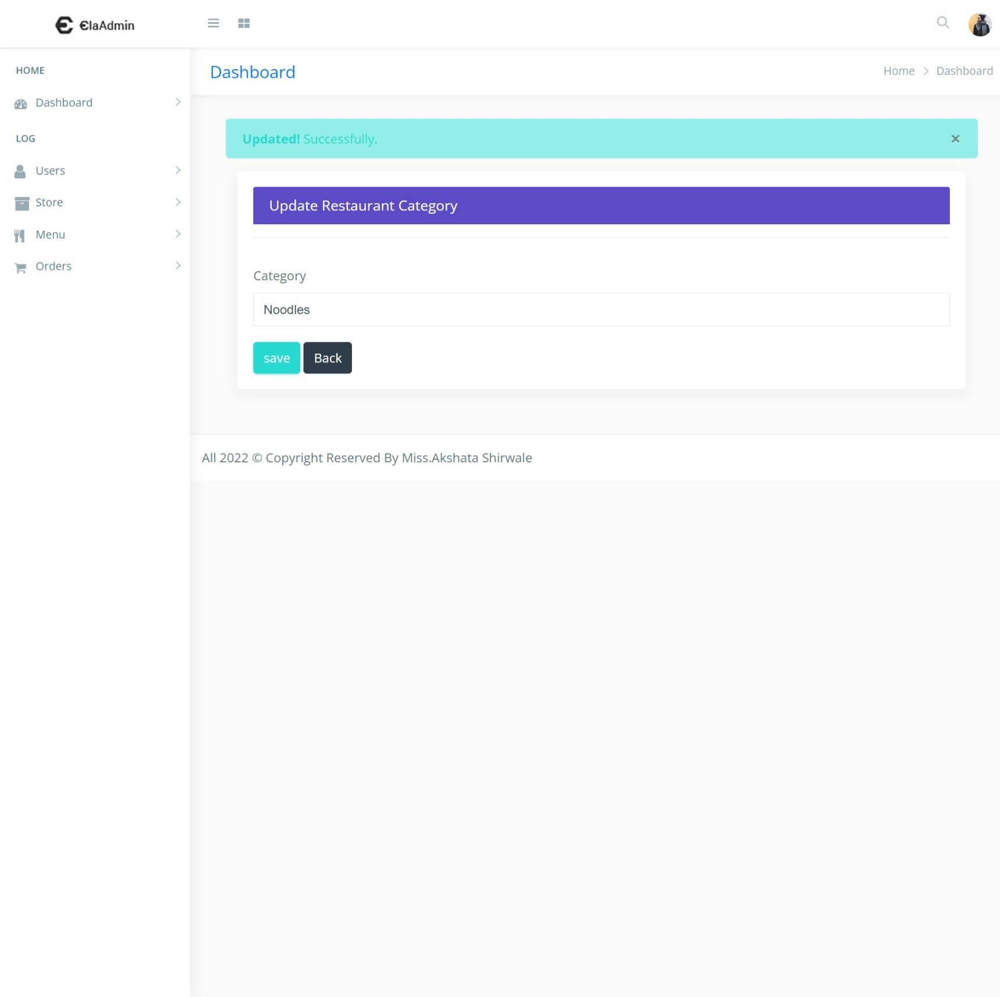 ElaAdmin
HOME
Dashboard
LOG
Users
Store
Menu
Orders
Dashboard
Home > Dashboard
Updated! Successfully.
×
Update Restaurant Category
Category
Noodles
save Back
All 2022 © Copyright Reserved By Miss.Akshata Shirwale